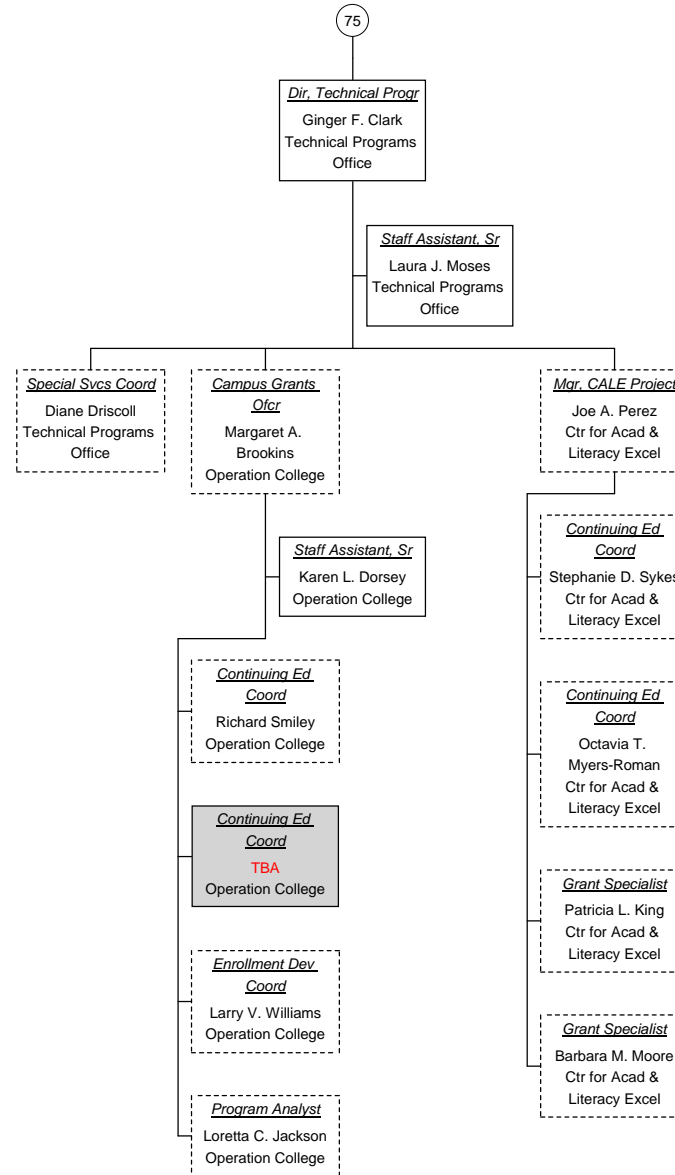 75
Dir, Technical Progr
Ginger F. Clark
Technical Programs
Office
Staff Assistant, Sr
Laura J. Moses
Technical Programs
Office
Special Svcs Coord
Diane Driscoll
Technical Programs
Office
Campus Grants
Ofcr
Margaret A.
Brookins
Operation College
Mgr, CALE Project
Joe A. Perez
Ctr for Acad &
Literacy Excel
Staff Assistant, Sr
Karen L. Dorsey
Operation College
Continuing Ed
Coord
Richard Smiley
Operation College
Continuing Ed
Coord
TBA
Operation College
Enrollment Dev
Coord
Larry V. Williams
Operation College
Program Analyst
Loretta C. Jackson
Operation College
Continuing Ed
Coord
Stephanie D. Sykes
Ctr for Acad &
Literacy Excel
Continuing Ed
Coord
Octavia T.
Myers-Roman
Ctr for Acad &
Literacy Excel
Grant Specialist
Patricia L. King
Ctr for Acad &
Literacy Excel
Grant Specialist
Barbara M. Moore
Ctr for Acad &
Literacy Excel